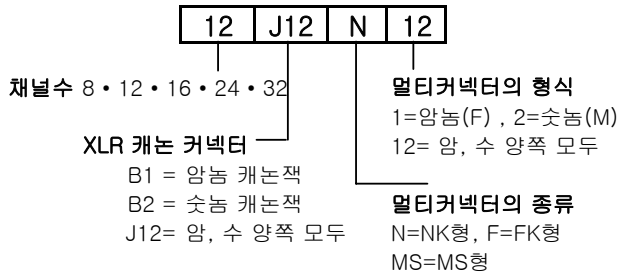 12 J12 N 12
채널수 8 • 12 • 16 • 24 • 32
XLR 캐논 커넥터
B1 = 암놈 캐논잭
B2 = 숫놈 캐논잭
J12= 암, 수 양쪽 모두
멀티커넥터의 형식
1=암놈(F) , 2=숫놈(M)
12= 암, 수 양쪽 모두
멀티커넥터의 종류
N=NK형, F=FK형
MS=MS형